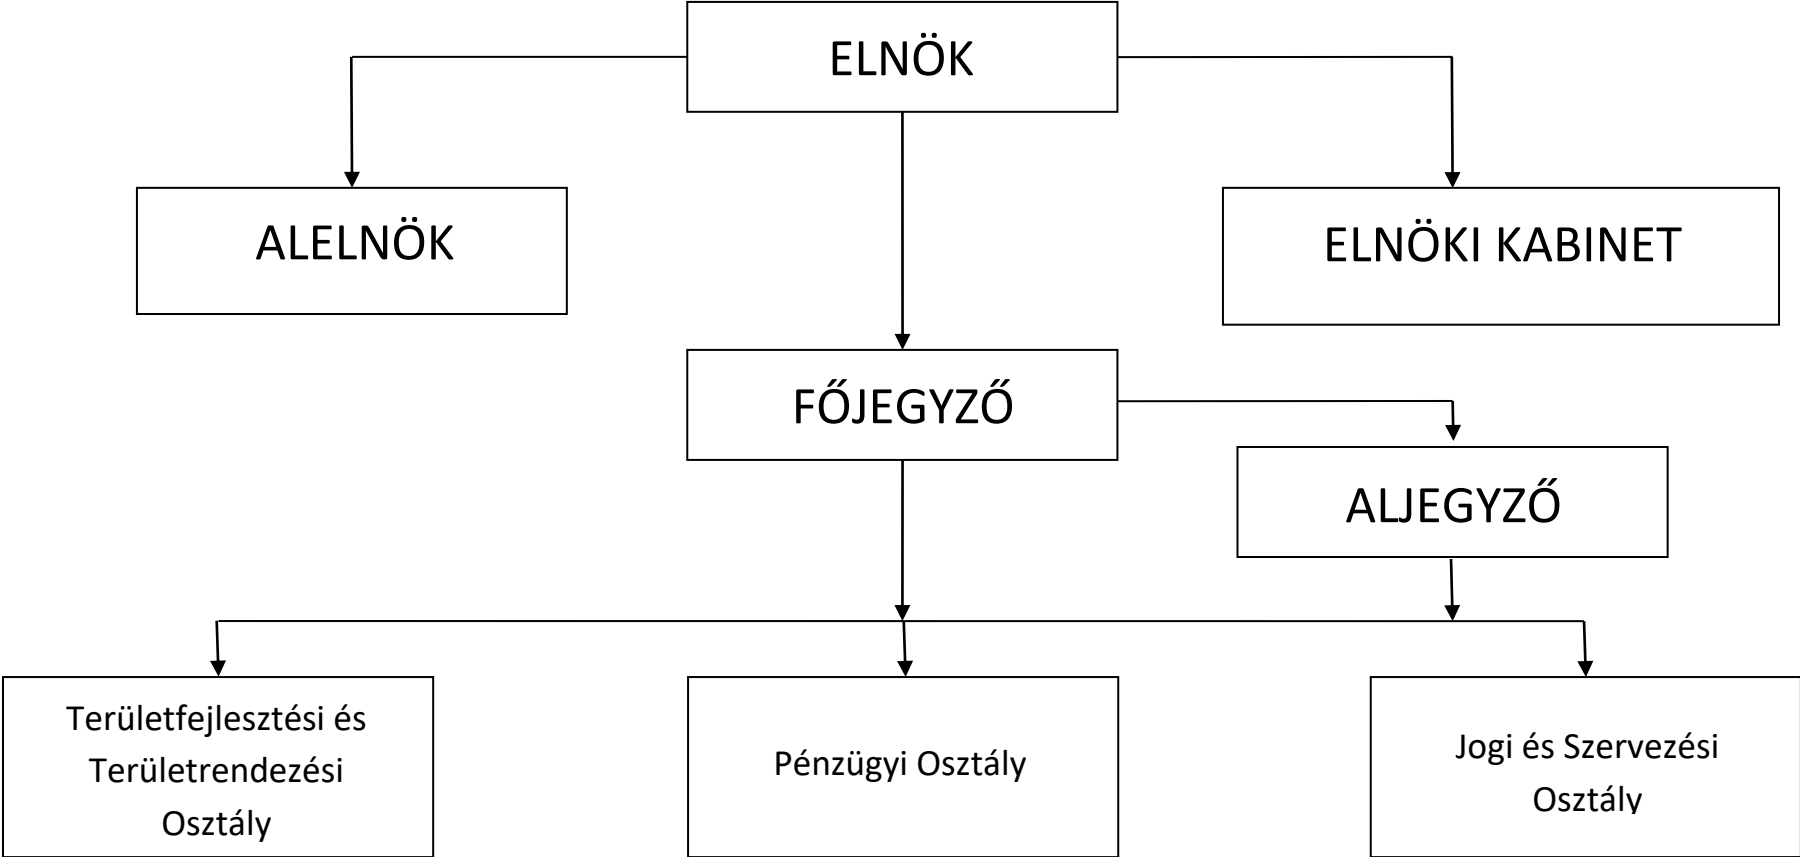 ELNÖK
ALELNÖK
ELNÖKI KABINET
FŐJEGYZŐ
ALJEGYZŐ
Területfejlesztési és
Területrendezési
Osztály
Pénzügyi Osztály
Jogi és Szervezési
Osztály